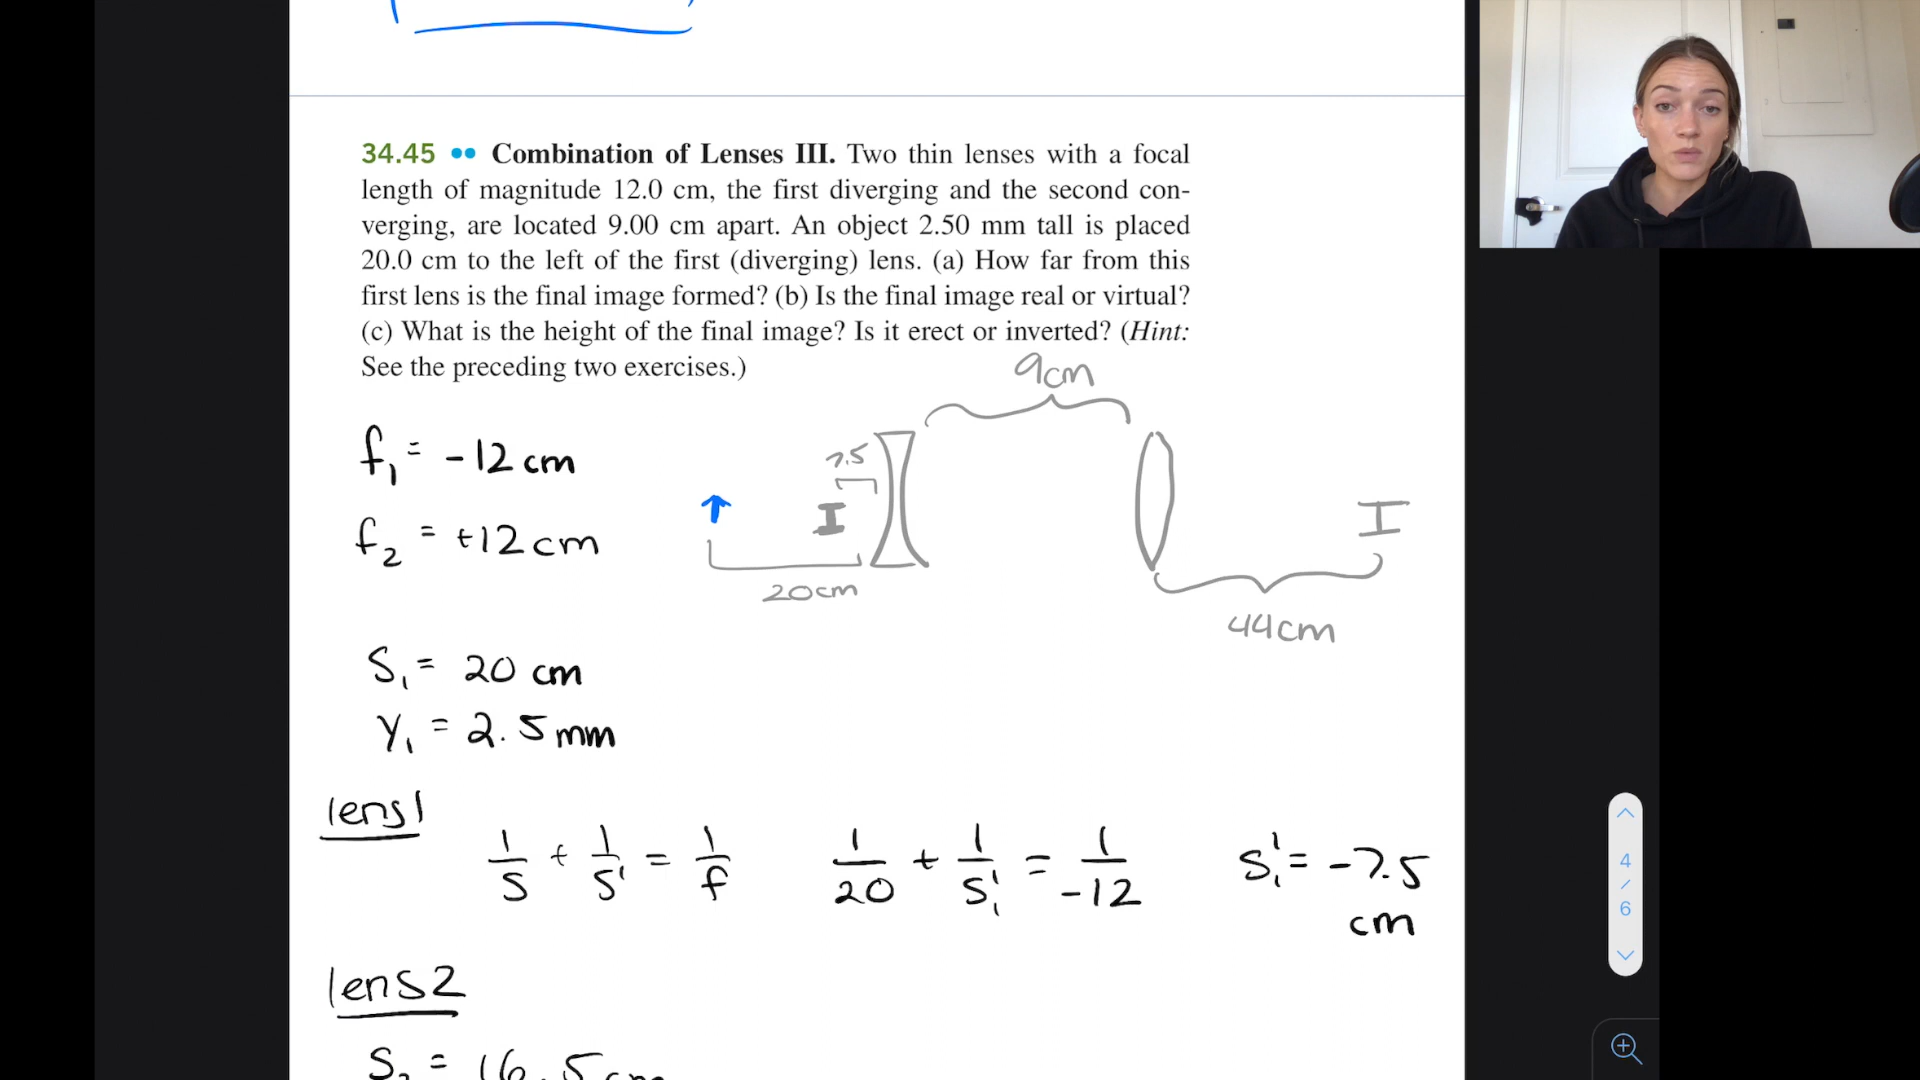 34.45 •• Combination of Lenses III. Two thin lenses with a focal
length of magnitude 12.0 cm, the first diverging and the second con-
verging, are located 9.00 cm apart. An object 2.50 mm tall is placed
20.0 cm to the left of the first (diverging) lens. (a) How far from this
first lens is the final image formed? (b) Is the final image real or virtual?
(c) What is the height of the final image? Is it erect or inverted? (Hint:
See the preceding two exercises.)
9cm
f₁ = -12 cm
7.5
I
I
f₂ = +12 cm
20cm
44cm
S₁ = 20 cm
Y₁ = 2.5 mm
lens1
1/S + 1/S' = 1/f
1/20 + 1/S₁' = 1/-12
S₁' = -7.5
cm
lens2
S₂ = 16.5 cm
4
/
6